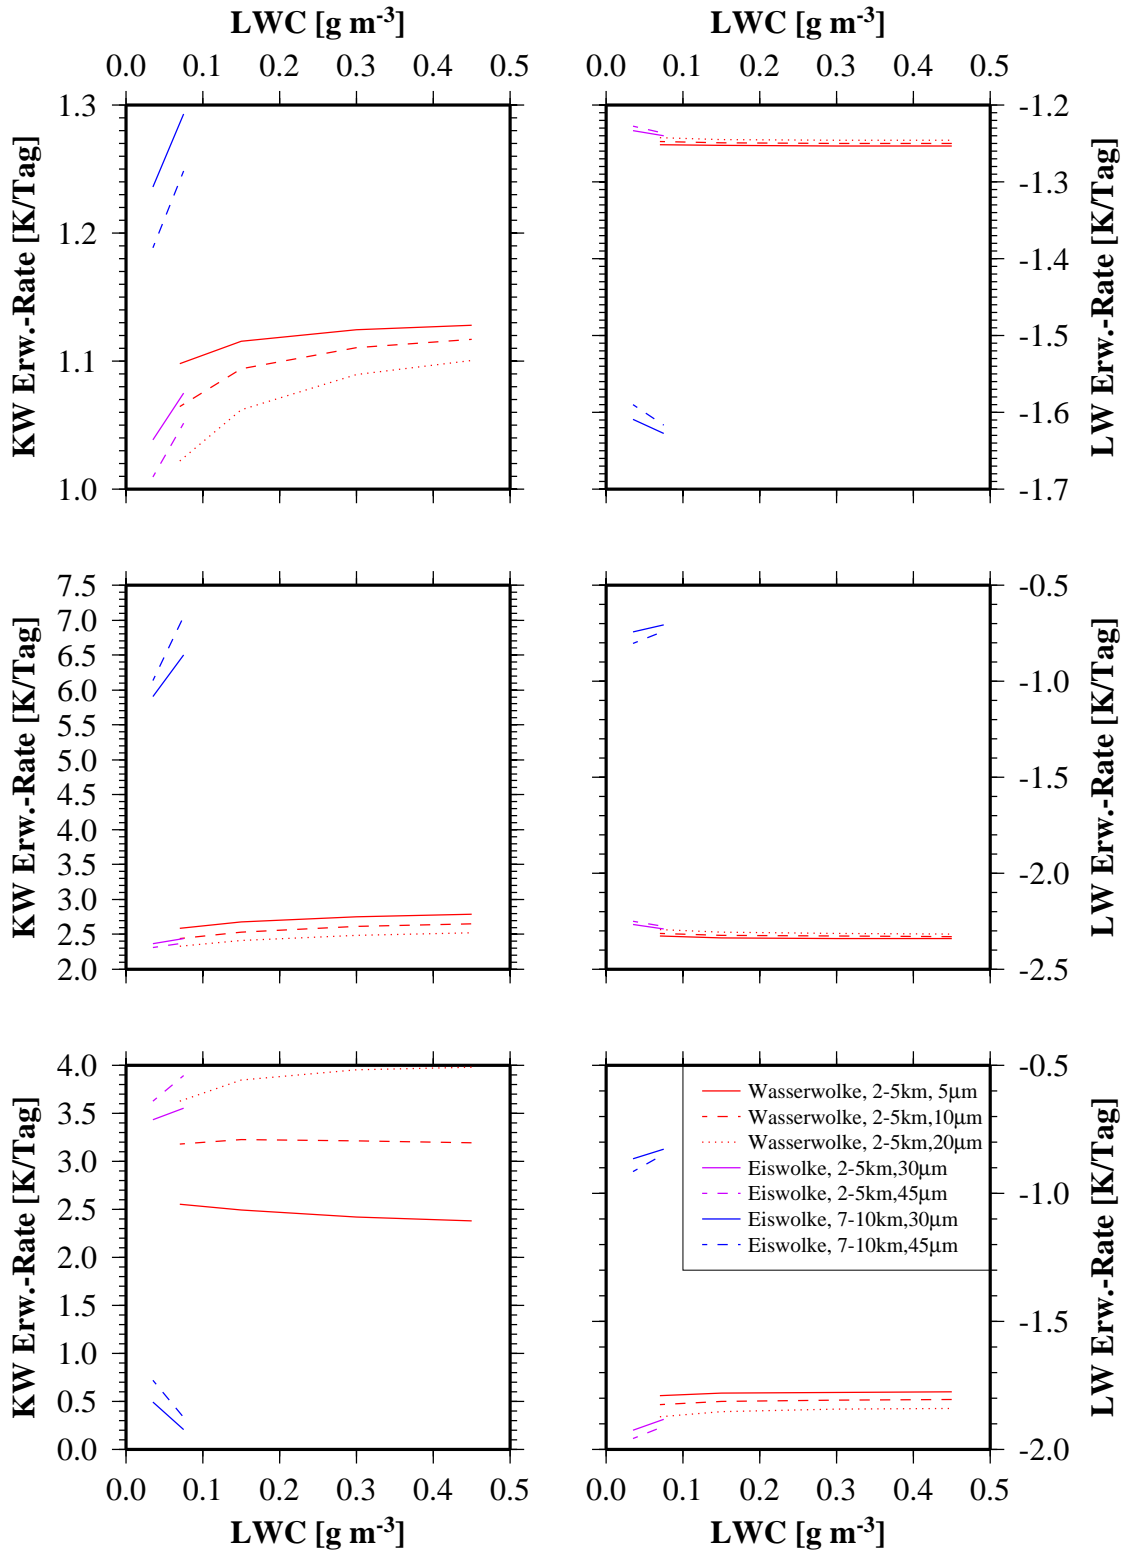 LWC [g m-3] LWC [g m-3]
0.0 0.1 0.2 0.3 0.4 0.5 0.0 0.1 0.2 0.3 0.4 0.5
KW Erw.-Rate [K/Tag]
1.3
1.2
1.1
1.0
-1.2
-1.3
-1.4
-1.5
-1.6
-1.7
LW Erw.-Rate [K/Tag]
KW Erw.-Rate [K/Tag]
7.5
7.0
6.5
6.0
5.5
5.0
4.5
4.0
3.5
3.0
2.5
2.0
-0.5
-1.0
-1.5
-2.0
-2.5
LW Erw.-Rate [K/Tag]
KW Erw.-Rate [K/Tag]
4.0
3.5
3.0
2.5
2.0
1.5
1.0
0.5
0.0
Wasserwolke, 2-5km, 5µm
Wasserwolke, 2-5km,10µm
Wasserwolke, 2-5km,20µm
Eiswolke, 2-5km,30µm
Eiswolke, 2-5km,45µm
Eiswolke, 7-10km,30µm
Eiswolke, 7-10km,45µm
-0.5
-1.0
-1.5
-2.0
LW Erw.-Rate [K/Tag]
0.0 0.1 0.2 0.3 0.4 0.5 0.0 0.1 0.2 0.3 0.4 0.5
LWC [g m-3] LWC [g m-3]